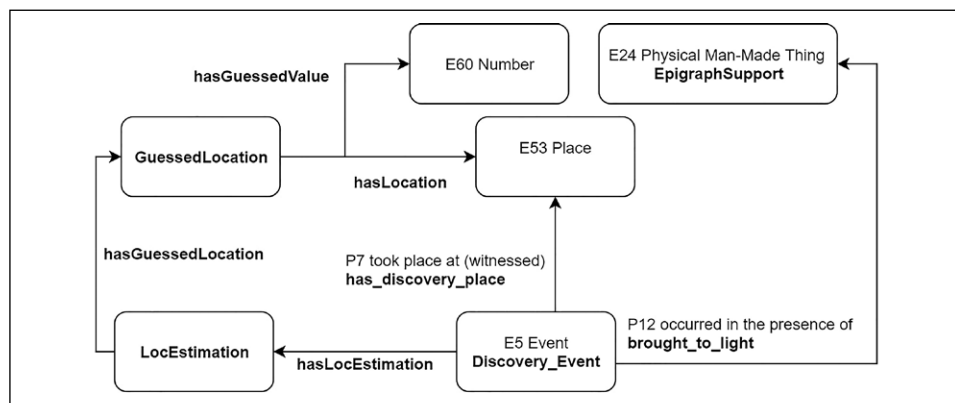 E60 Number
E24 Physical Man-Made Thing
EpigraphSupport
hasGuessedValue
GuessedLocation
E53 Place
hasLocation
hasGuessedLocation
P7 took place at (witnessed)
has_discovery_place
LocEstimation
hasLocEstimation
E5 Event
Discovery_Event
P12 occurred in the presence of
brought_to_light